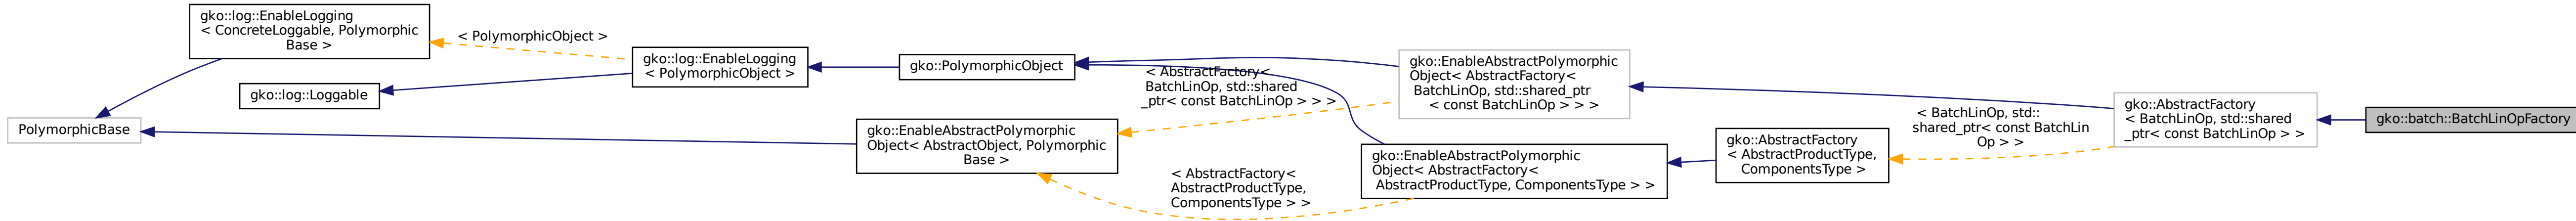 gko::log::EnableLogging
< ConcreteLoggable, Polymorphic
Base >
< PolymorphicObject >
gko::log::EnableLogging
< PolymorphicObject >
gko::log::Loggable
PolymorphicBase
gko::PolymorphicObject
< AbstractFactory<
BatchLinOp, std::shared
_ptr< const BatchLinOp > > >
gko::EnableAbstractPolymorphic
Object< AbstractObject, Polymorphic
Base >
gko::EnableAbstractPolymorphic
Object< AbstractFactory<
BatchLinOp, std::shared_ptr
< const BatchLinOp > > >
gko::EnableAbstractPolymorphic
Object< AbstractFactory<
AbstractProductType, ComponentsType > >
< AbstractFactory<
AbstractProductType,
ComponentsType > >
gko::AbstractFactory
< AbstractProductType,
ComponentsType >
< BatchLinOp, std::
shared_ptr< const BatchLin
Op > >
gko::AbstractFactory
< BatchLinOp, std::shared
_ptr< const BatchLinOp > >
gko::batch::BatchLinOpFactory